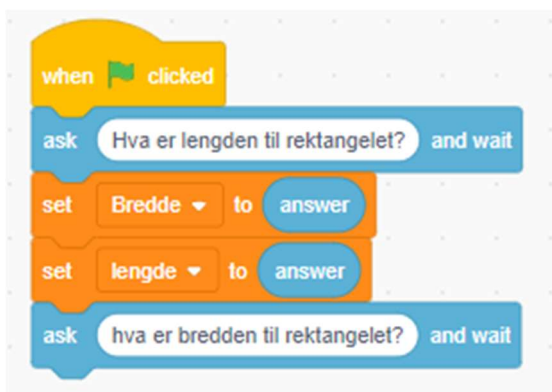 when clicked
ask Hva er lengden til rektangelet? and wait
set Bredde to answer
set lengde to answer
ask hva er bredden til rektangelet? and wait